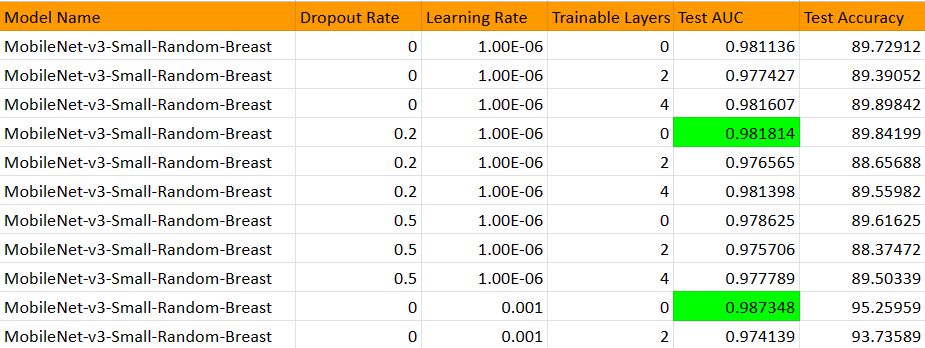 Model Name Dropout Rate Learning Rate Trainable Layers Test AUC Test Accuracy
MobileNet-v3-Small-Random-Breast 0 1.00E-06 0 0.981136 89.72912
MobileNet-v3-Small-Random-Breast 0 1.00E-06 2 0.977427 89.39052
MobileNet-v3-Small-Random-Breast 0 1.00E-06 4 0.981607 89.89842
MobileNet-v3-Small-Random-Breast 0.2 1.00E-06 0 0.981814 89.84199
MobileNet-v3-Small-Random-Breast 0.2 1.00E-06 2 0.976565 88.65688
MobileNet-v3-Small-Random-Breast 0.2 1.00E-06 4 0.981398 89.55982
MobileNet-v3-Small-Random-Breast 0.5 1.00E-06 0 0.978625 89.61625
MobileNet-v3-Small-Random-Breast 0.5 1.00E-06 2 0.975706 88.37472
MobileNet-v3-Small-Random-Breast 0.5 1.00E-06 4 0.977789 89.50339
MobileNet-v3-Small-Random-Breast 0 0.001 0 0.987348 95.25959
MobileNet-v3-Small-Random-Breast 0 0.001 2 0.974139 93.73589